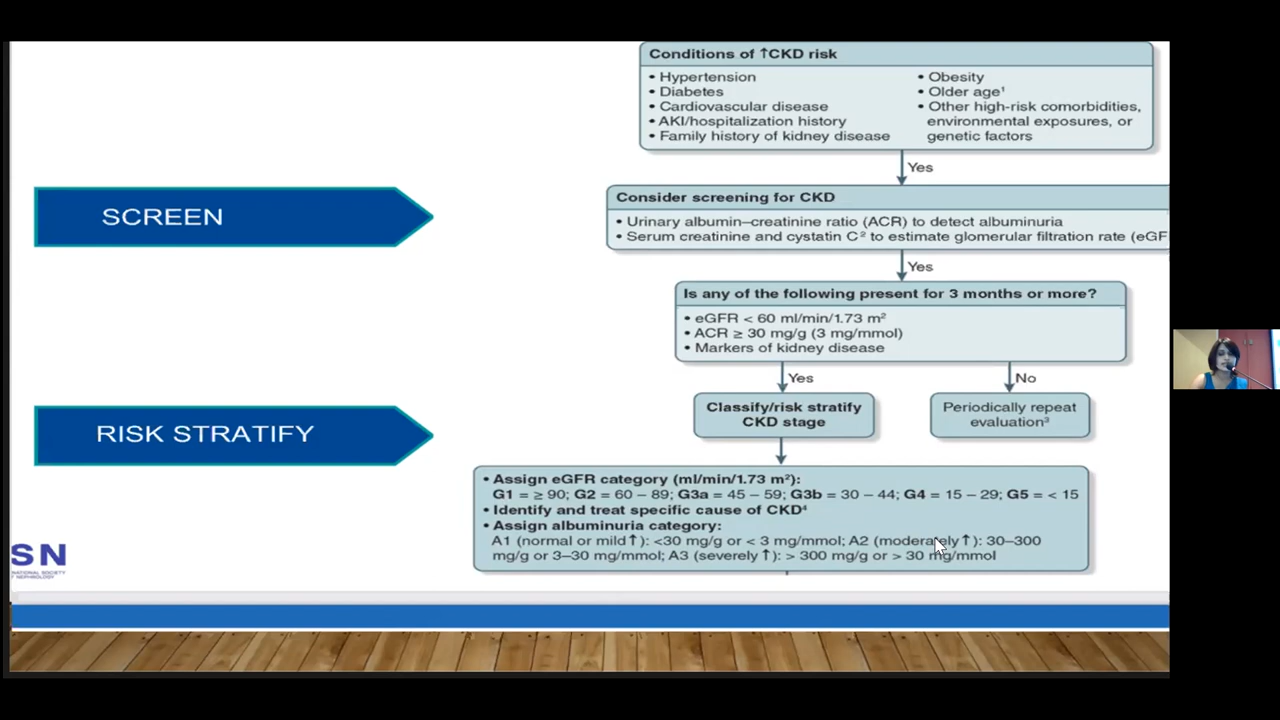 Conditions of ↑CKD risk
• Hypertension
• Diabetes
• Cardiovascular disease
• AKI/hospitalization history
• Family history of kidney disease
• Obesity
• Older age¹
• Other high-risk comorbidities,
environmental exposures, or
genetic factors
Yes
SCREEN
Consider screening for CKD
• Urinary albumin–creatinine ratio (ACR) to detect albuminuria
• Serum creatinine and cystatin C² to estimate glomerular filtration rate (eGF
Yes
Is any of the following present for 3 months or more?
• eGFR < 60 ml/min/1.73 m²
• ACR ≥ 30 mg/g (3 mg/mmol)
• Markers of kidney disease
Yes
No
RISK STRATIFY
Classify/risk stratify
CKD stage
Periodically repeat
evaluation³
• Assign eGFR category (ml/min/1.73 m²):
G1 = ≥ 90; G2 = 60 – 89; G3a = 45 – 59; G3b = 30 – 44; G4 = 15 – 29; G5 = < 15
• Identify and treat specific cause of CKD⁴
• Assign albuminuria category:
A1 (normal or mild↑): <30 mg/g or < 3 mg/mmol; A2 (moderately↑): 30–300
mg/g or 3–30 mg/mmol; A3 (severely ↑): > 300 mg/g or > 30 mg/mmol
SN
NATIONAL SOCIETY
OF NEPHROLOGY